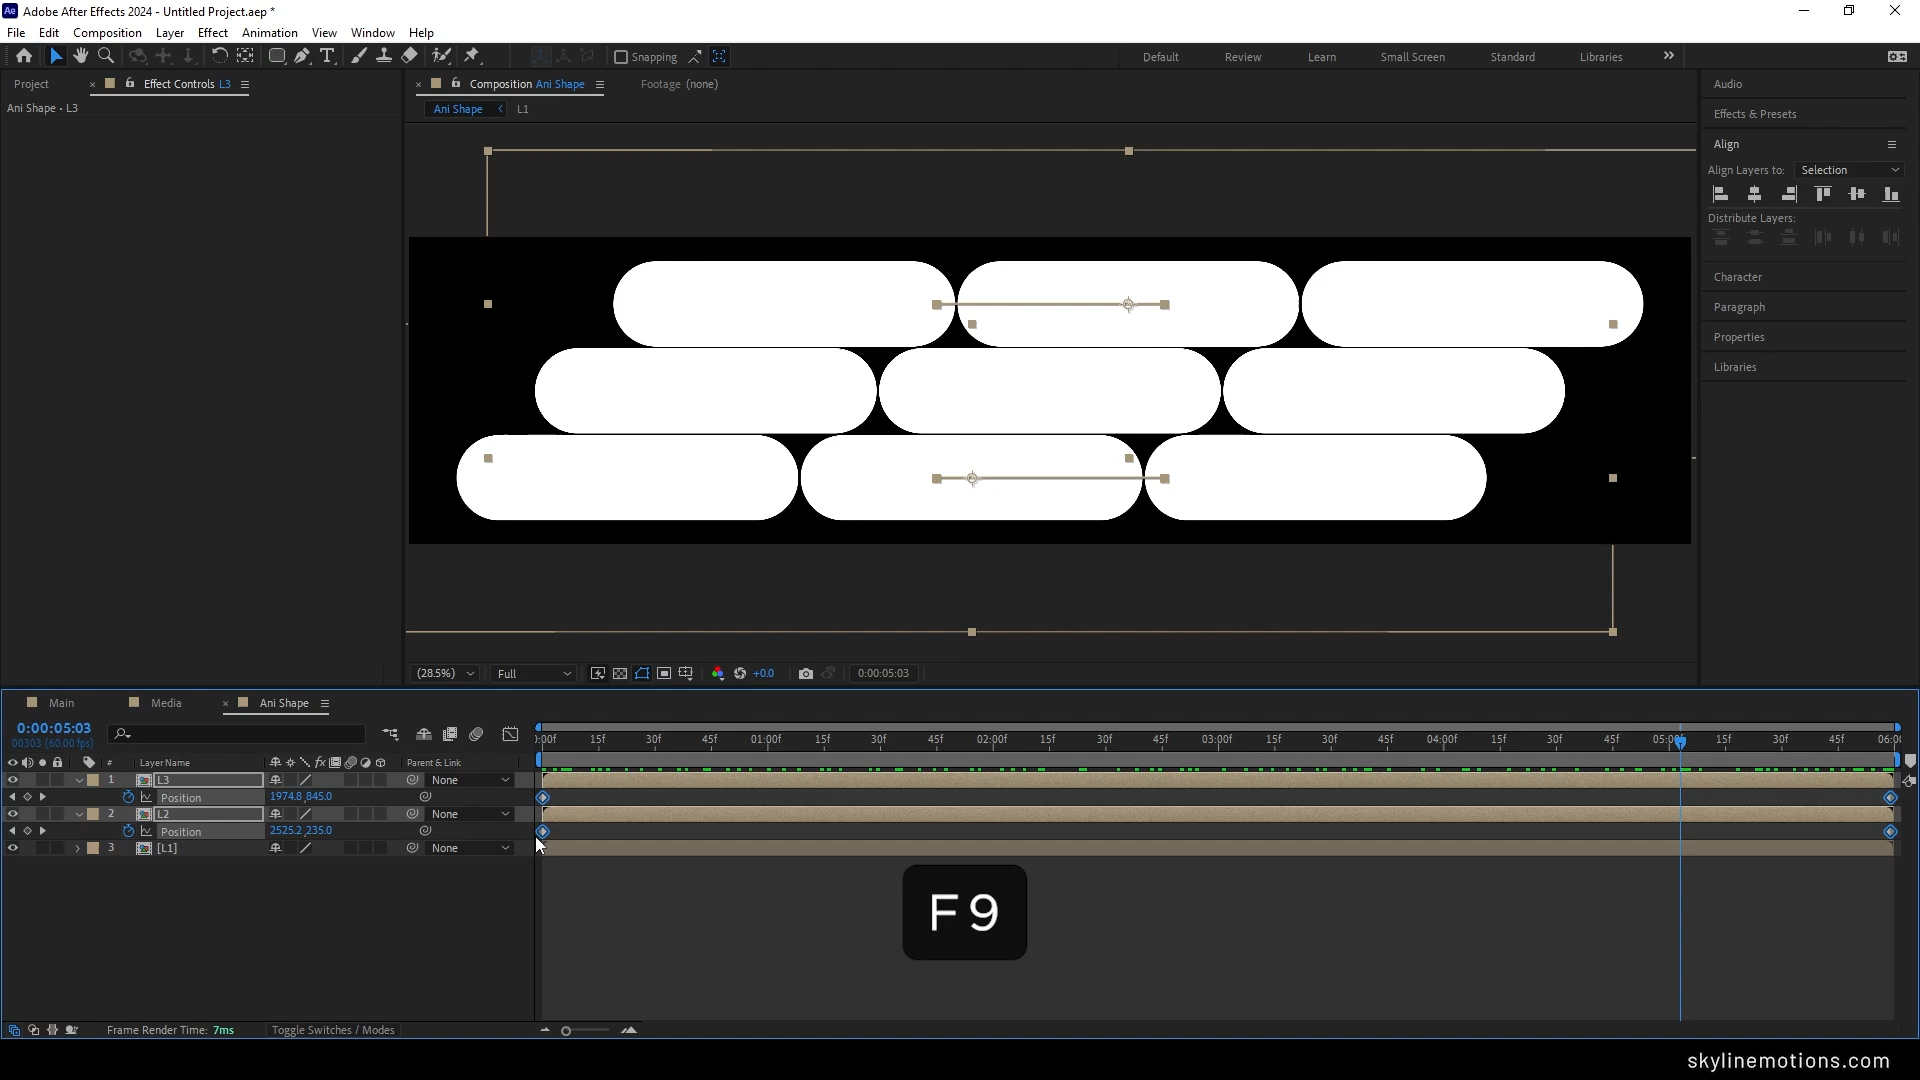 Adobe After Effects 2024 - Untitled Project.aep *
File Edit Composition Layer Effect Animation View Window Help
Snapping
Default Review Learn Small Screen Standard Libraries
Project
Effect Controls L3
Composition Ani Shape
Footage (none)
Ani Shape • L3
Ani Shape
L1
Audio
Effects & Presets
Align
Align Layers to: Selection
Distribute Layers:
Character
Paragraph
Properties
Libraries
(28.5%) Full +0.0 0:00:05:03
Main Media Ani Shape
0:00:05:03
00303 (60.00 fps)
:00f 15f 30f 45f 01:00f 15f 30f 45f 02:00f 15f 30f 45f 03:00f 15f 30f 45f 04:00f 15f 30f 45f 05:00f 15f 30f 45f 06:00
# Layer Name Parent & Link
1 L3 None
Position 1974.8,845.0
2 L2 None
Position 2525.2,235.0
3 [L1] None
F9
Frame Render Time: 7ms Toggle Switches / Modes
skylinemotions.com